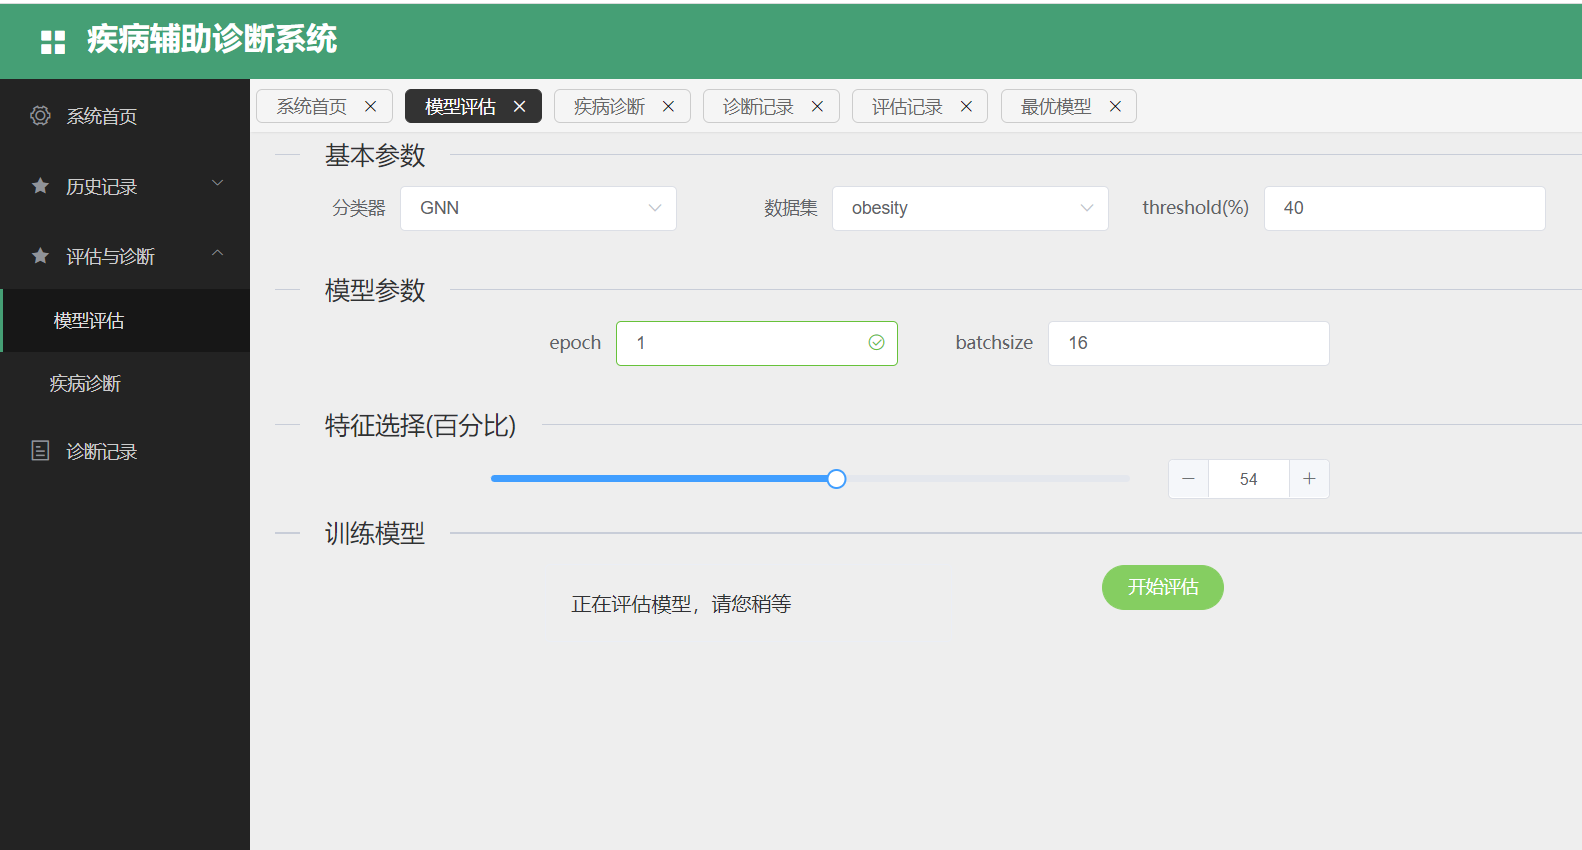 疾病辅助诊断系统
系统首页
历史记录
评估与诊断
模型评估
疾病诊断
诊断记录
系统首页 模型评估 疾病诊断 诊断记录 评估记录 最优模型
基本参数
分类器 GNN 数据集 obesity threshold(%) 40
模型参数
epoch 1 batchsize 16
特征选择(百分比)
54
训练模型
正在评估模型，请您稍等 开始评估